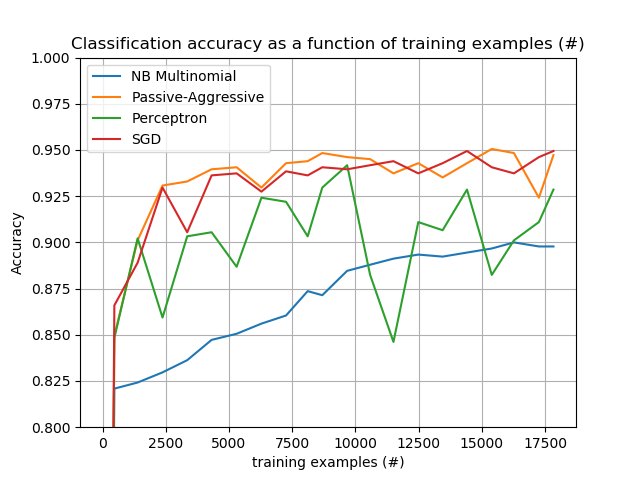 Classification accuracy as a function of training examples (#)
1.000
0.975
0.950
0.925
0.900
0.875
0.850
0.825
0.800
Accuracy
NB Multinomial
Passive-Aggressive
Perceptron
SGD
0 2500 5000 7500 10000 12500 15000 17500
training examples (#)